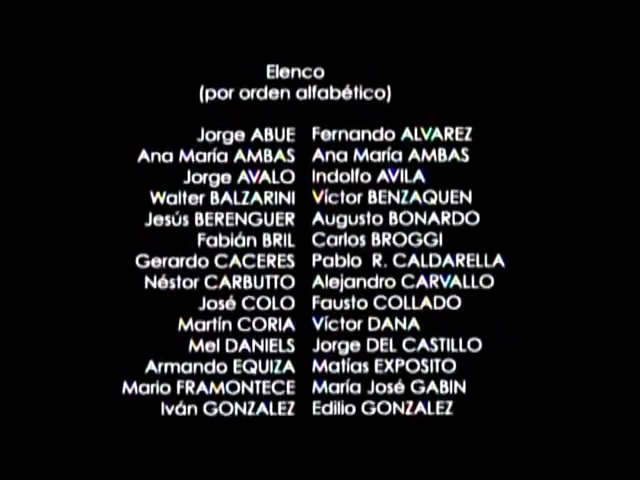 Elenco
(por orden alfabético)
Jorge ABUE Fernando ALVAREZ
Ana María AMBAS Ana María AMBAS
Jorge AVALO Indolfo AVILA
Walter BALZARINI Víctor BENZAQUEN
Jesús BERENGUER Augusto BONARDO
Fabián BRIL Carlos BROGGI
Gerardo CACERES Pablo R. CALDARELLA
Néstor CARBUTTO Alejandro CARVALLO
José COLO Fausto COLLADO
Martín CORIA Víctor DANA
Mel DANIELS Jorge DEL CASTILLO
Armando EQUIZA Matías EXPOSITO
Mario FRAMONTECE María José GABIN
Iván GONZALEZ Edilio GONZALEZ